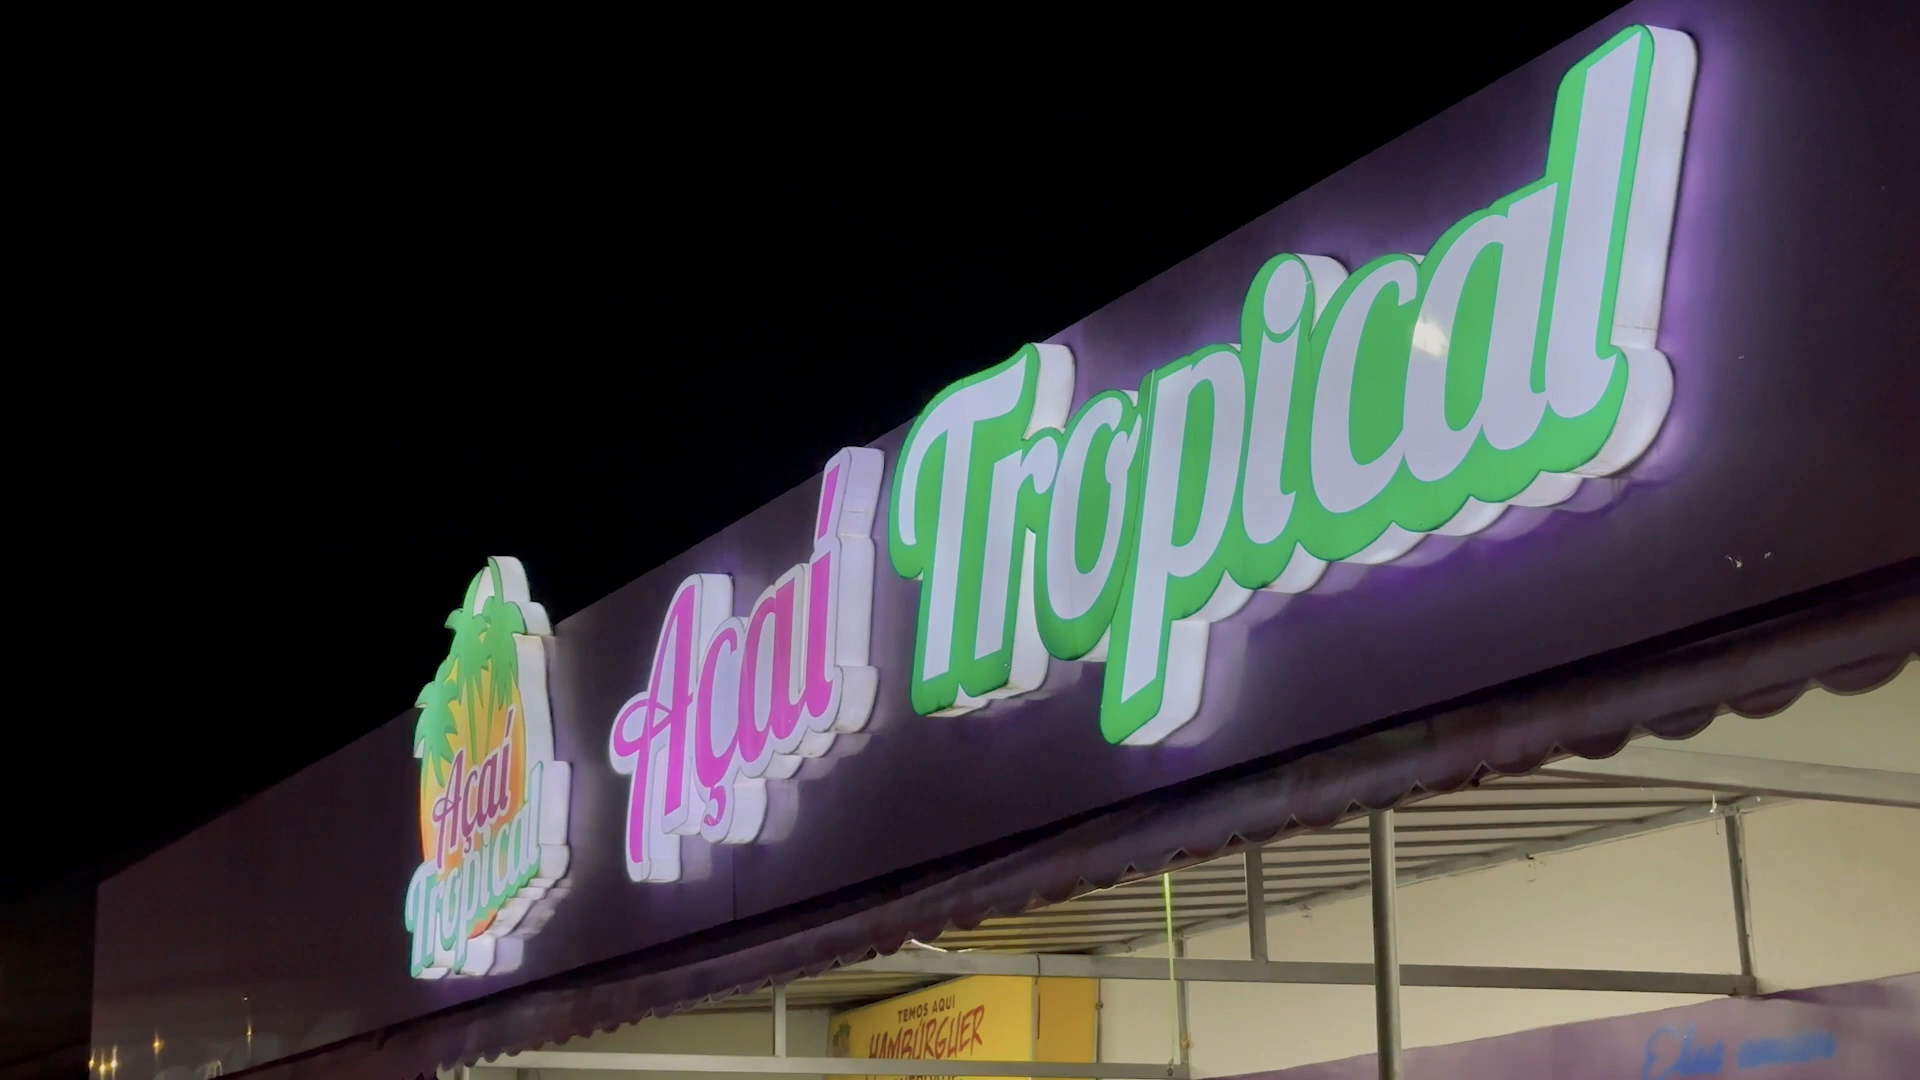 Açaí
Tropical
Açaí Tropical
TEMOS AQUI
HAMBÚRGUER